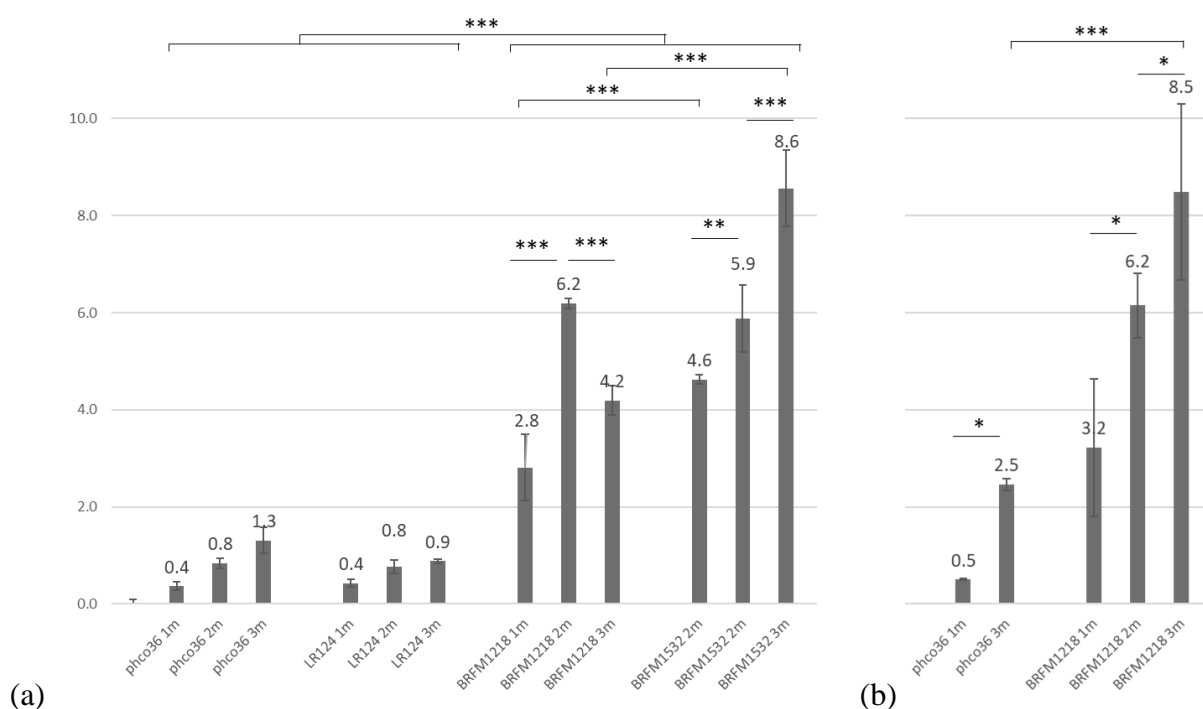 ***
***
***
*
***
***
8.5
10.0
8.6
8.0
***
***
**
*
6.2
5.9
6.2
6.0
4.6
4.2
4.0
2.8
3.2
*
2.5
2.0
1.3
0.4
0.8
0.4
0.8
0.9
0.5
0.0
phco36 1m
phco36 2m
phco36 3m
LR124 1m
LR124 2m
LR124 3m
BRFM1218 1m
BRFM1218 2m
BRFM1218 3m
BRFM1532 2m
BRFM1532 2m
BRFM1532 3m
phco36 1m
phco36 3m
BRFM1218 1m
BRFM1218 2m
BRFM1218 3m
(a)
(b)